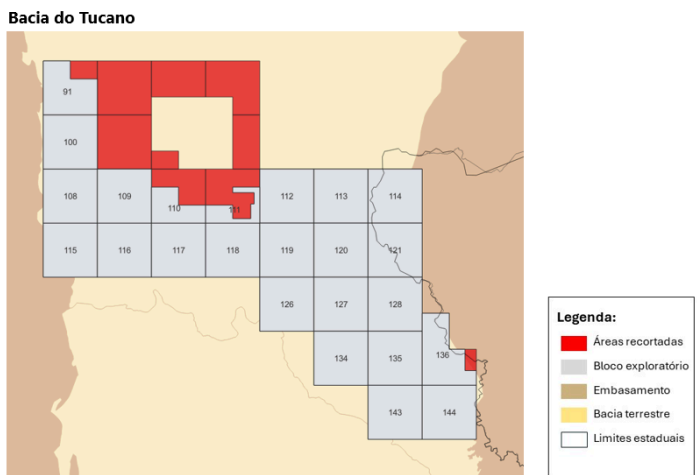 Bacia do Tucano
91
100
108 109 110 111 112 113 114
115 116 117 118 119 120 121
126 127 128
134 135 136
143 144
Legenda:
Áreas recortadas
Bloco exploratório
Embasamento
Bacia terrestre
Limites estaduais